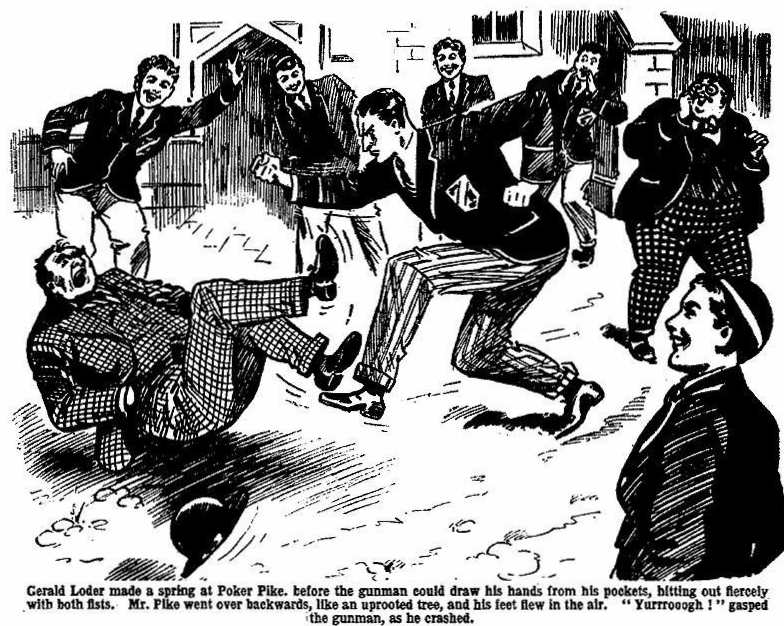 Gerald Loder made a spring at Poker Pike, before the gunman could draw his hands from his pockets, hitting out fiercely
with both fists. Mr. Pike went over backwards, like an uprooted tree, and his feet flew in the air. "Yurrrooogh!" gasped
the gunman, as he crashed.